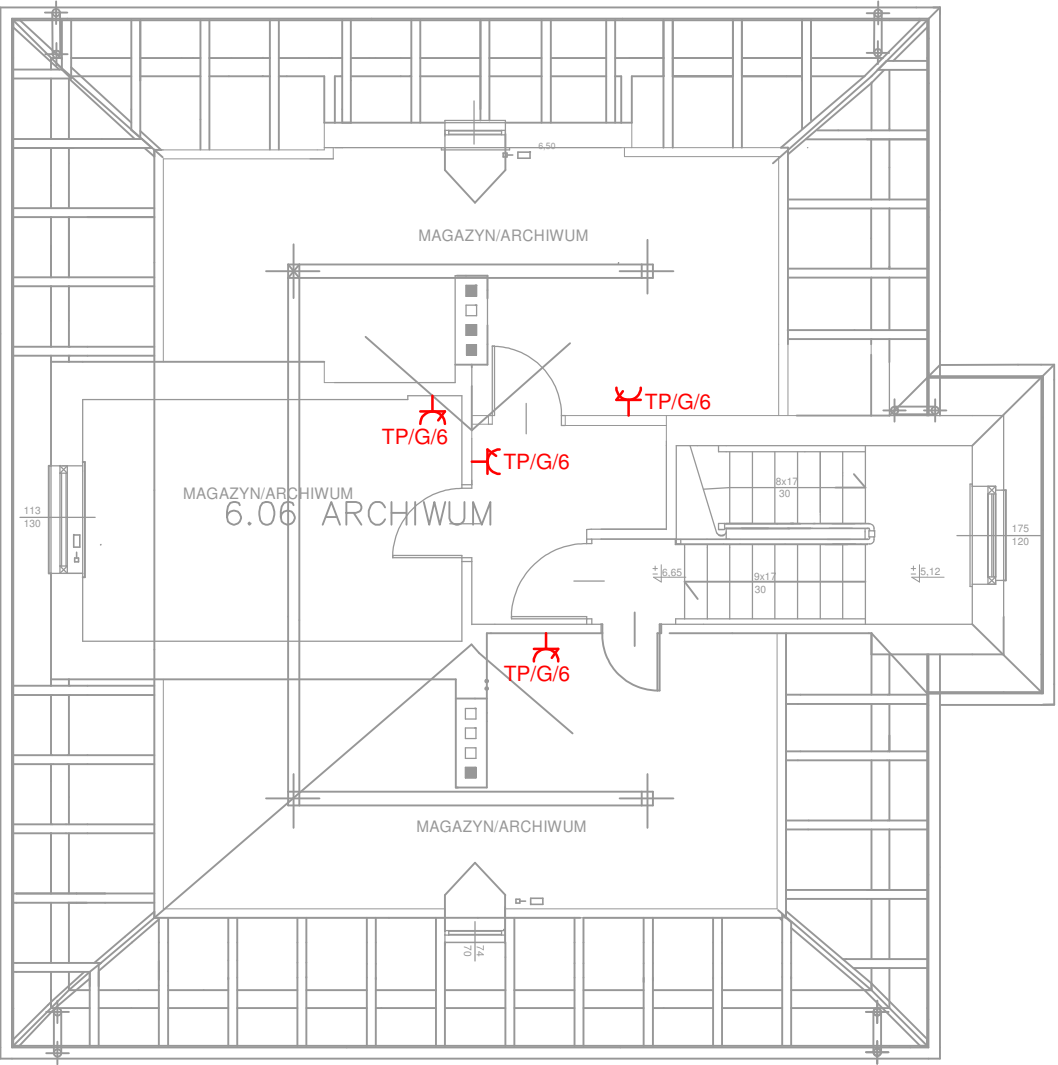 6,50
MAGAZYN/ARCHIWUM
TP/G/6
TP/G/6
TP/G/6
MAGAZYN/ARCHIWUM
6.06 ARCHIWUM
113
130
8x17
30
175
120
±6,65
9x17
30
±5,12
TP/G/6
MAGAZYN/ARCHIWUM
74
70